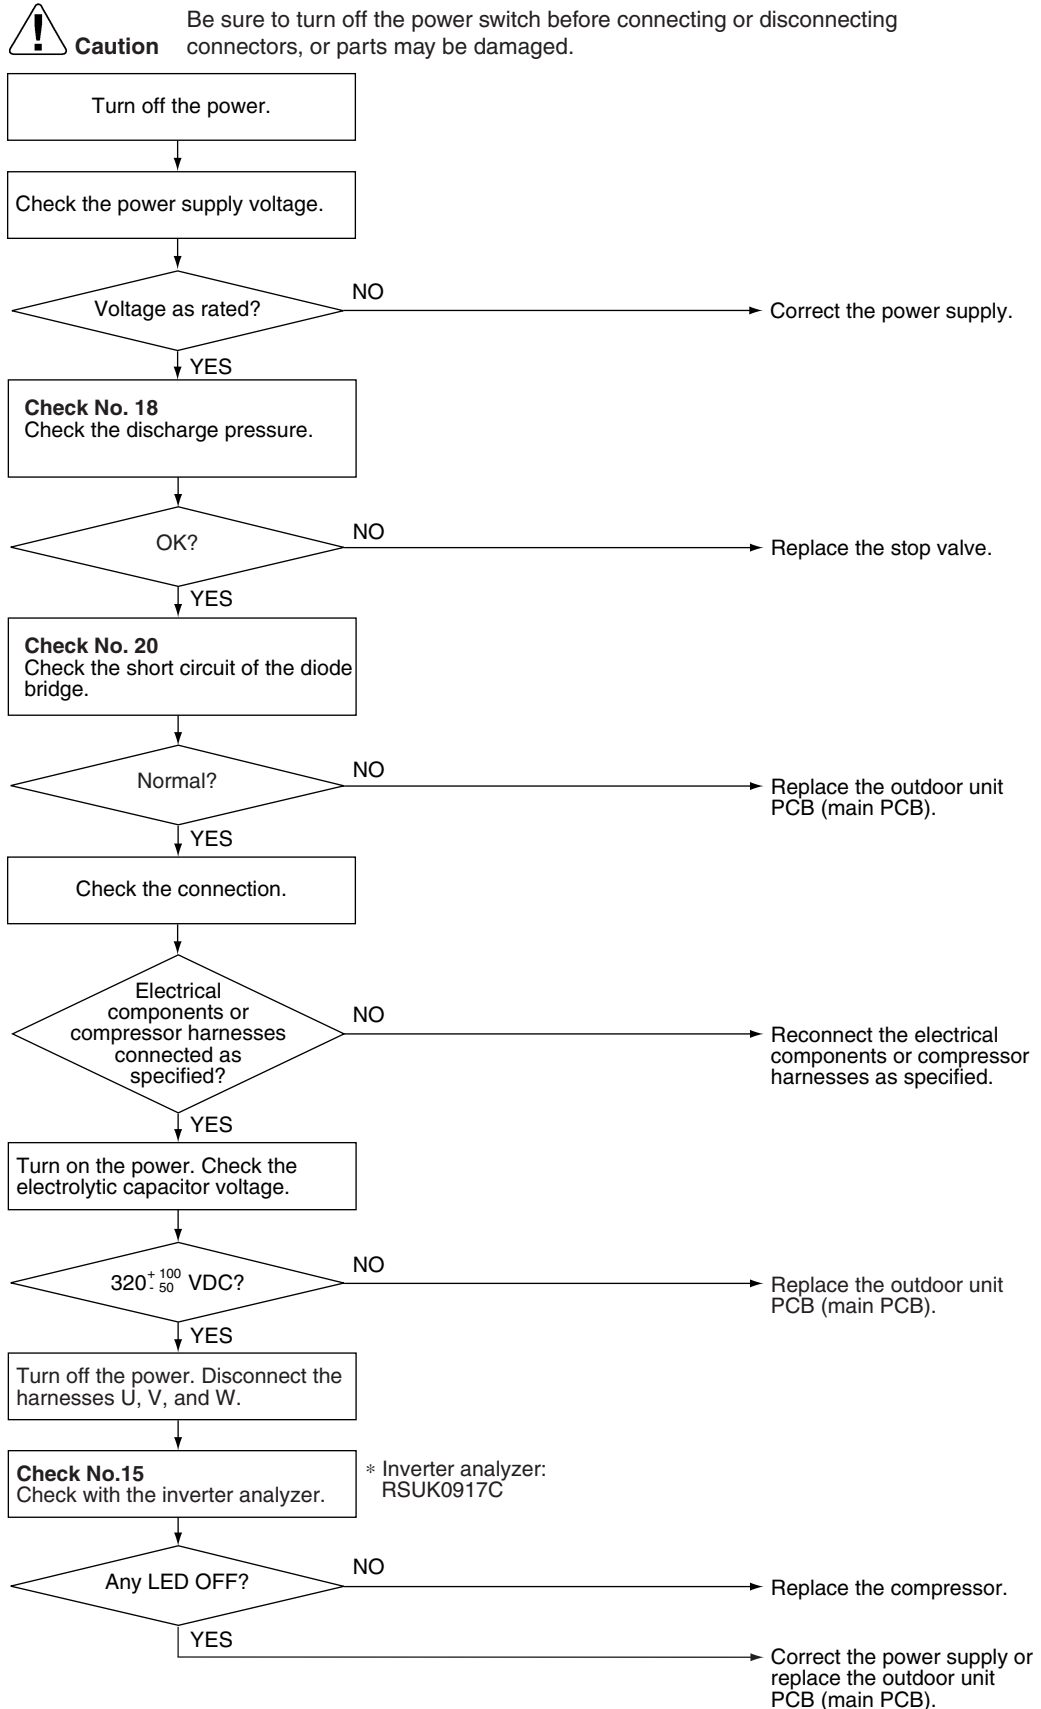 Be sure to turn off the power switch before connecting or disconnecting
Caution
connectors, or parts may be damaged.
Turn off the power.
Check the power supply voltage.
Voltage as rated?
NO
Correct the power supply.
YES
Check No. 18
Check the discharge pressure.
OK?
NO
Replace the stop valve.
YES
Check No. 20
Check the short circuit of the diode
bridge.
Normal?
NO
Replace the outdoor unit
PCB (main PCB).
YES
Check the connection.
Electrical
components or
compressor harnesses
connected as
specified?
NO
Reconnect the electrical
components or compressor
harnesses as specified.
YES
Turn on the power. Check the
electrolytic capacitor voltage.
320 + 100 - 50 VDC?
NO
Replace the outdoor unit
PCB (main PCB).
YES
Turn off the power. Disconnect the
harnesses U, V, and W.
Check No.15
Check with the inverter analyzer.
* Inverter analyzer:
RSUK0917C
Any LED OFF?
NO
Replace the compressor.
YES
Correct the power supply or
replace the outdoor unit
PCB (main PCB).